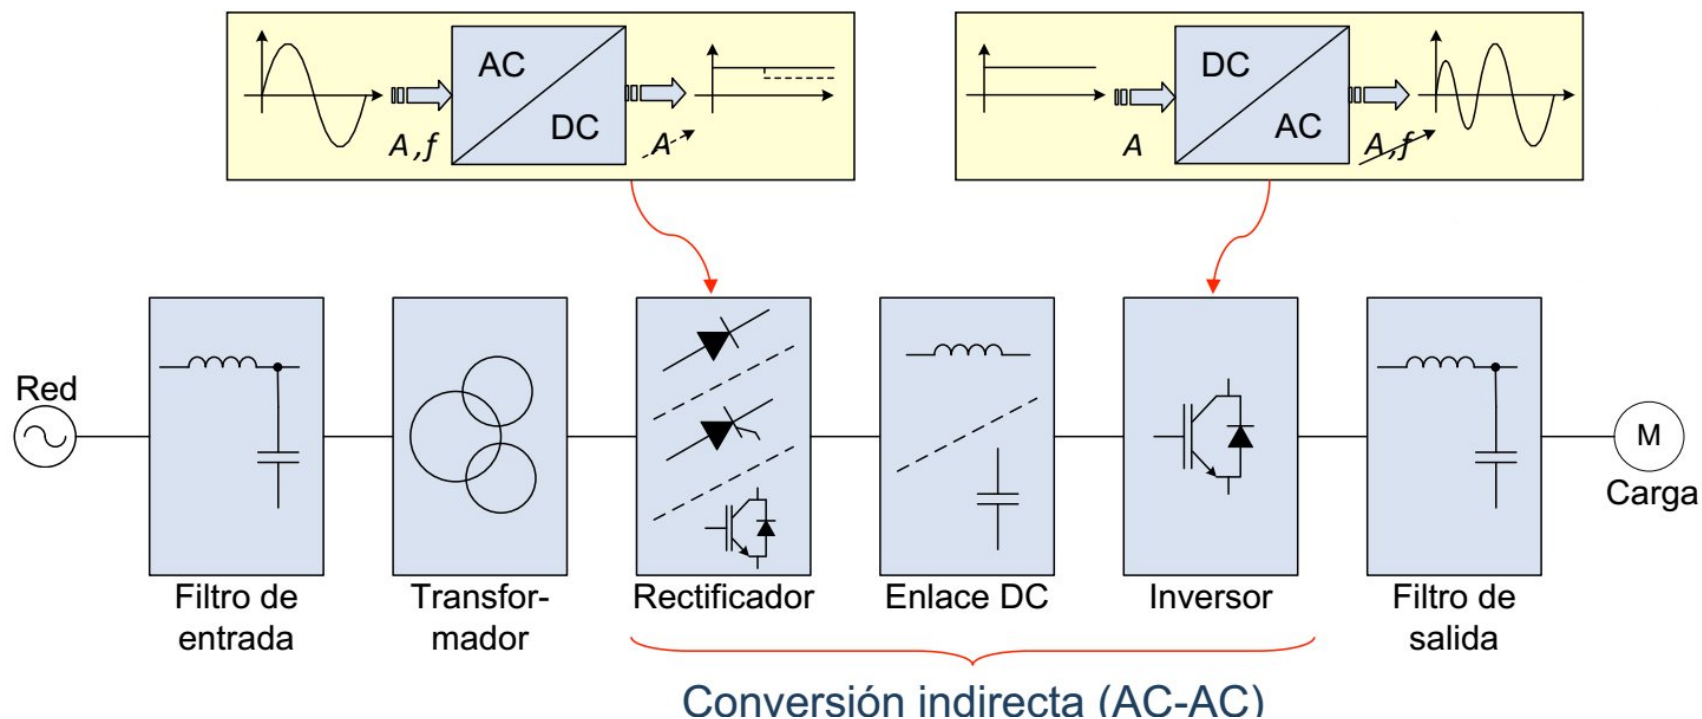 AC
DC
A,f
A
DC
AC
A
A,f
Red
M
Carga
Filtro de
entrada
Transfor-
mador
Rectificador
Enlace DC
Inversor
Filtro de
salida
Conversión indirecta (AC-AC)